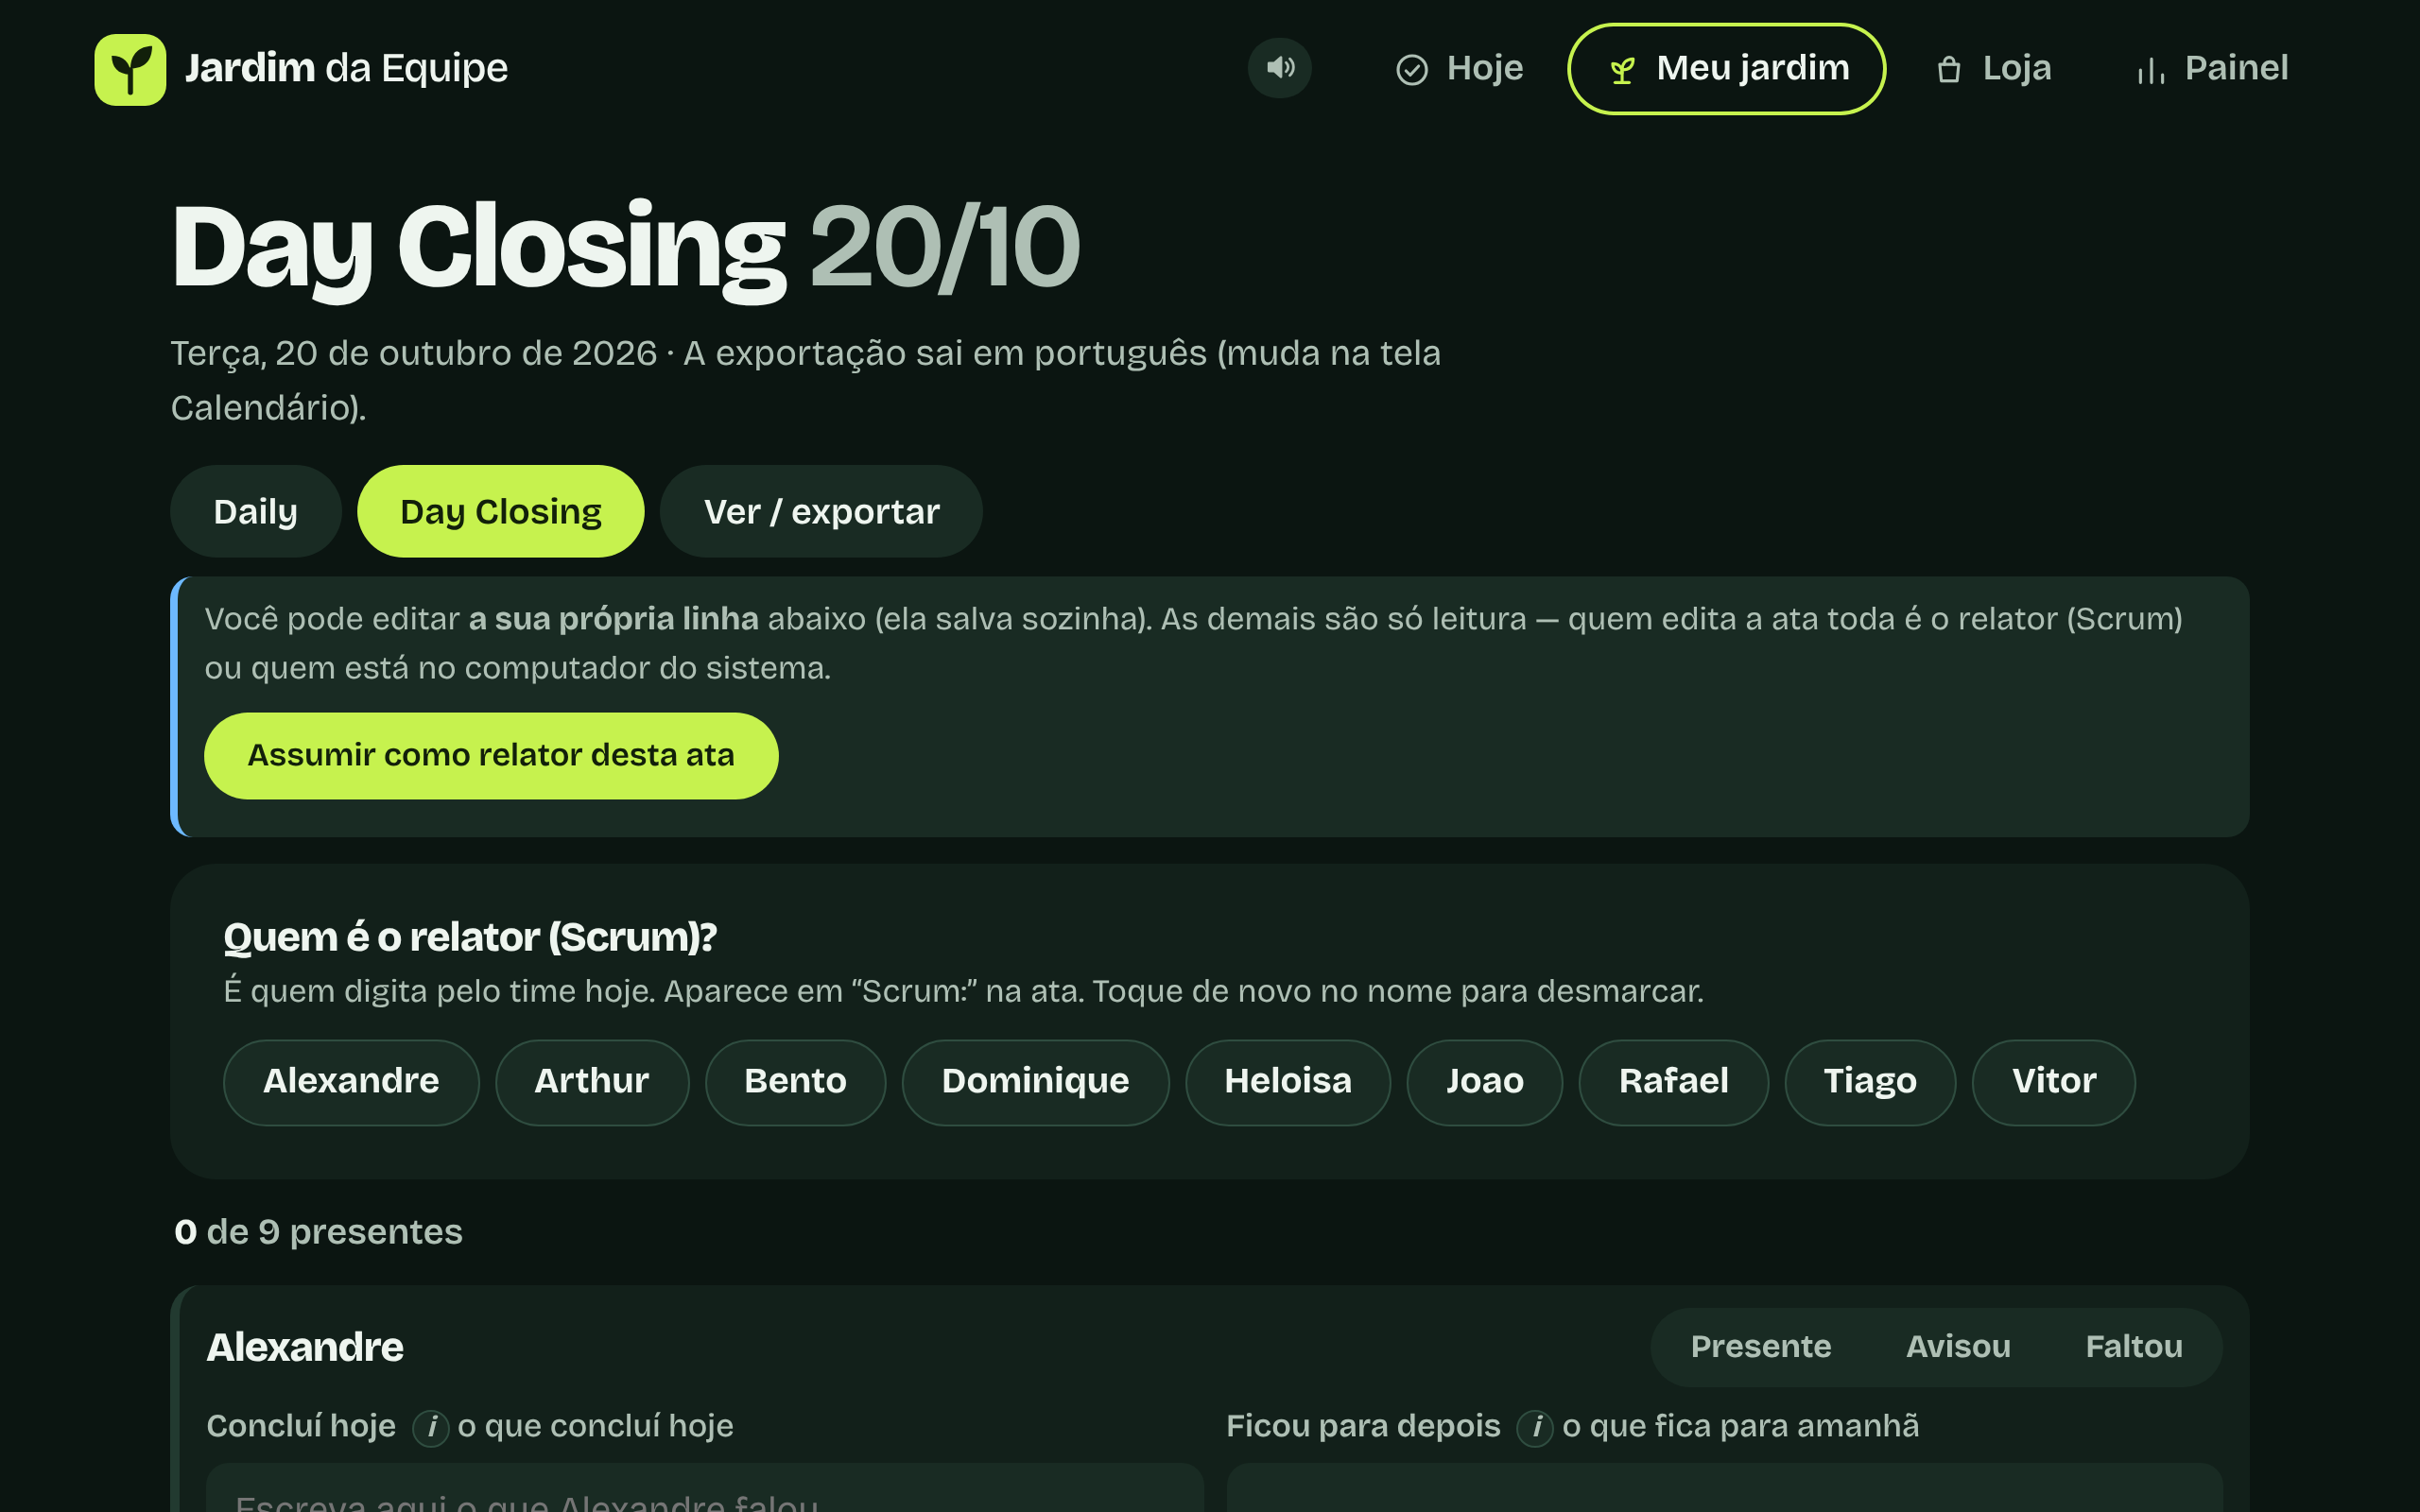 Jardim da Equipe
Hoje
Meu jardim
Loja
Painel
Day Closing 20/10
Terça, 20 de outubro de 2026 · A exportação sai em português (muda na tela
Calendário).
Daily
Day Closing
Ver / exportar
Você pode editar a sua própria linha abaixo (ela salva sozinha). As demais são só leitura — quem edita a ata toda é o relator (Scrum)
ou quem está no computador do sistema.
Assumir como relator desta ata
Quem é o relator (Scrum)?
É quem digita pelo time hoje. Aparece em “Scrum:” na ata. Toque de novo no nome para desmarcar.
Alexandre
Arthur
Bento
Dominique
Heloisa
Joao
Rafael
Tiago
Vitor
0 de 9 presentes
Alexandre
Presente
Avisou
Faltou
Concluí hoje i o que concluí hoje
Ficou para depois i o que fica para amanhã
Escreva aqui o que Alexandre falou